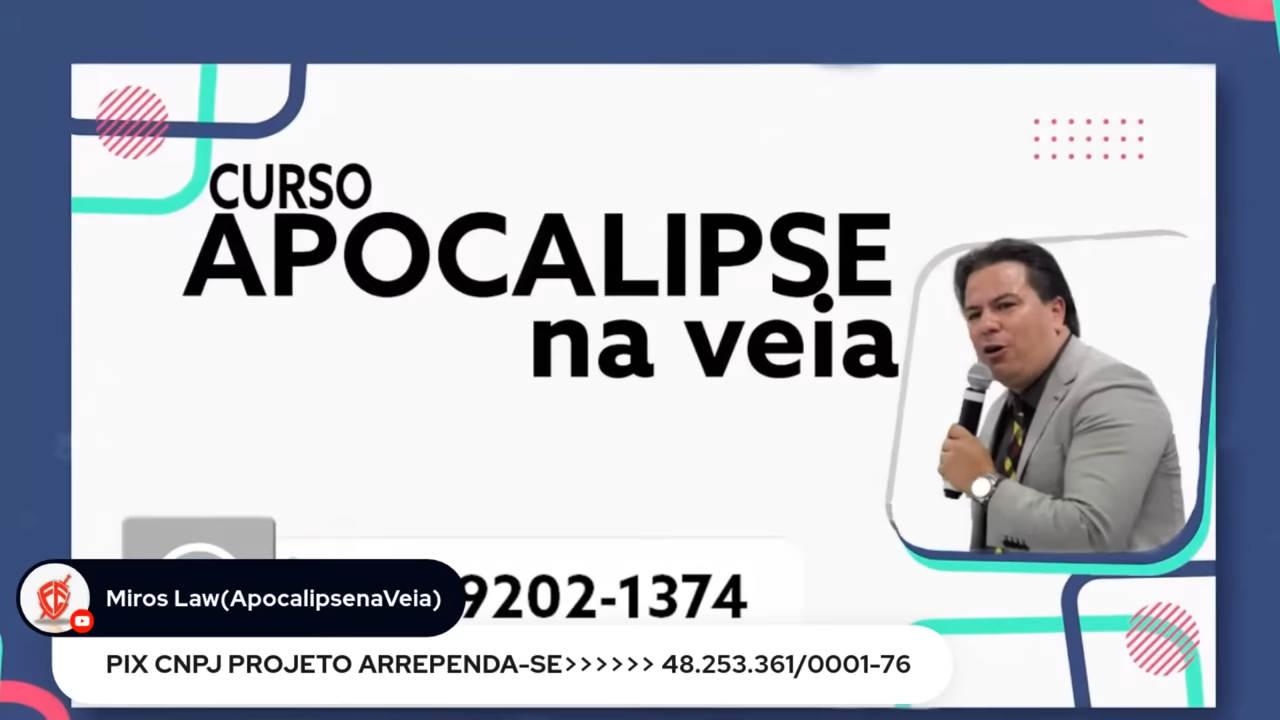 CURSO
APOCALIPSE
na veia
9202-1374
Miros Law(ApocalipsenaVeia)
PIX CNPJ PROJETO ARREPENDA-SE>>>>>> 48.253.361/0001-76